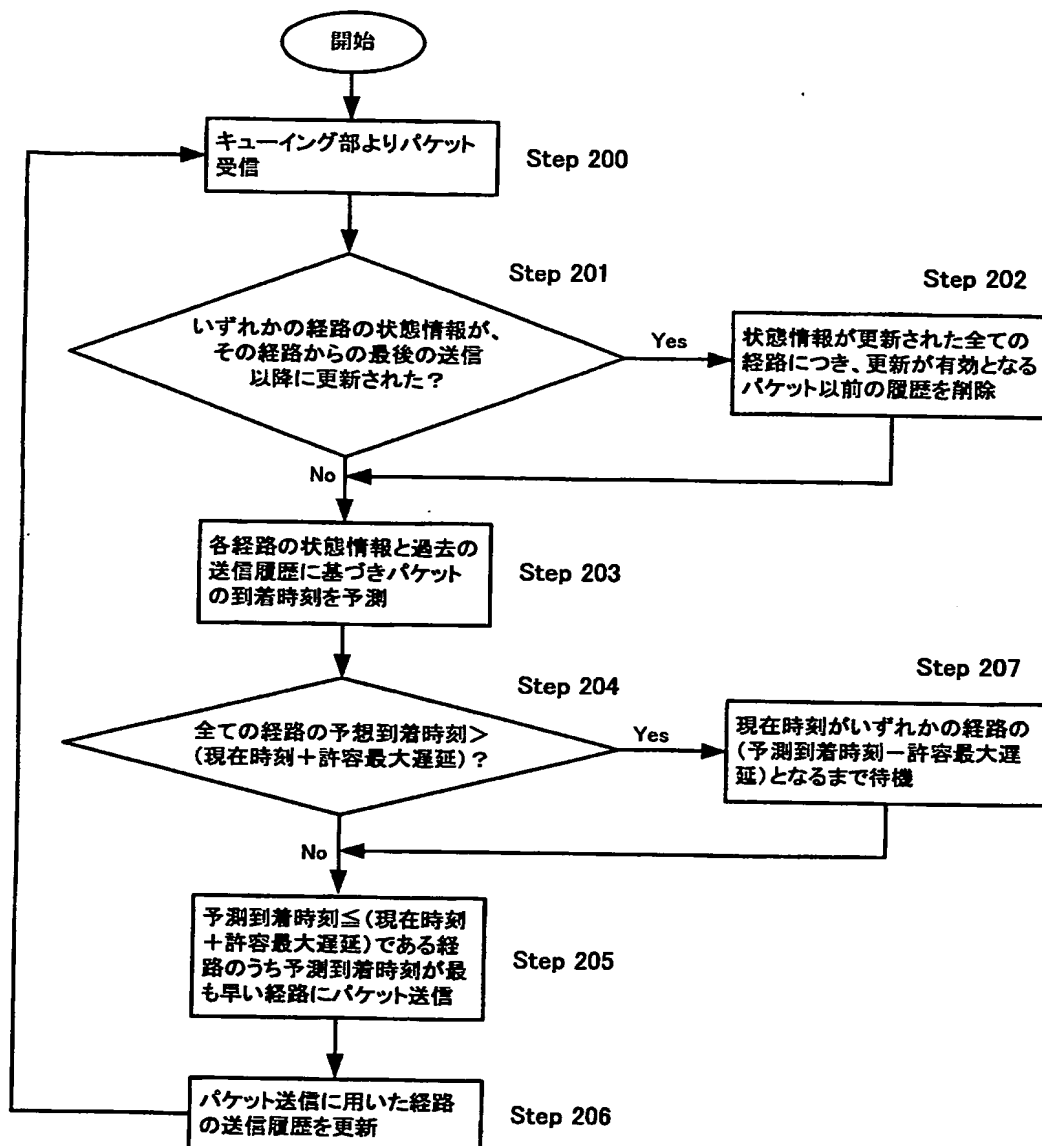 開始
キューイング部よりパケット
受信
Step 200
Step 201
いずれかの経路の状態情報が、
その経路からの最後の送信
以降に更新された？
Yes
Step 202
状態情報が更新された全ての
経路につき、更新が有効となる
パケット以前の履歴を削除
No
各経路の状態情報と過去の
送信履歴に基づきパケット
の到着時刻を予測
Step 203
Step 204
全ての経路の予想到着時刻＞
（現在時刻＋許容最大遅延）？
Yes
Step 207
現在時刻がいずれかの経路の
（予測到着時刻－許容最大遅
延）となるまで待機
No
予測到着時刻≦（現在時刻
＋許容最大遅延）である経
路のうち予測到着時刻が最
も早い経路にパケット送信
Step 205
パケット送信に用いた経路
の送信履歴を更新
Step 206